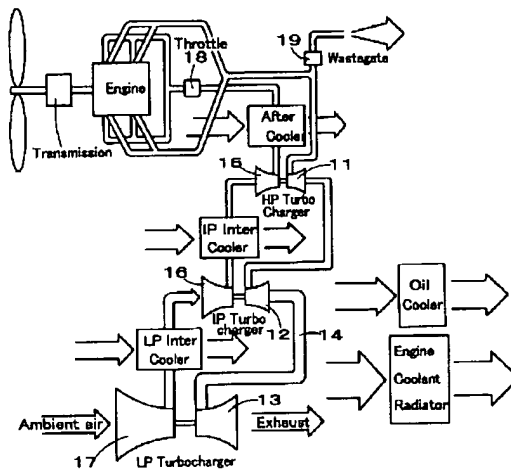 Throttle
18
19
Wastagate
Engine
Transmission
After
Cooler
15
11
HP Turbo
Charger
IP Inter
Cooler
16
IP Turbo
charger
12
14
Oil
Cooler
LP Inter
Cooler
Engine
Coolant
Radiator
13
Ambient air
Exhaust
17
LP Turbocharger